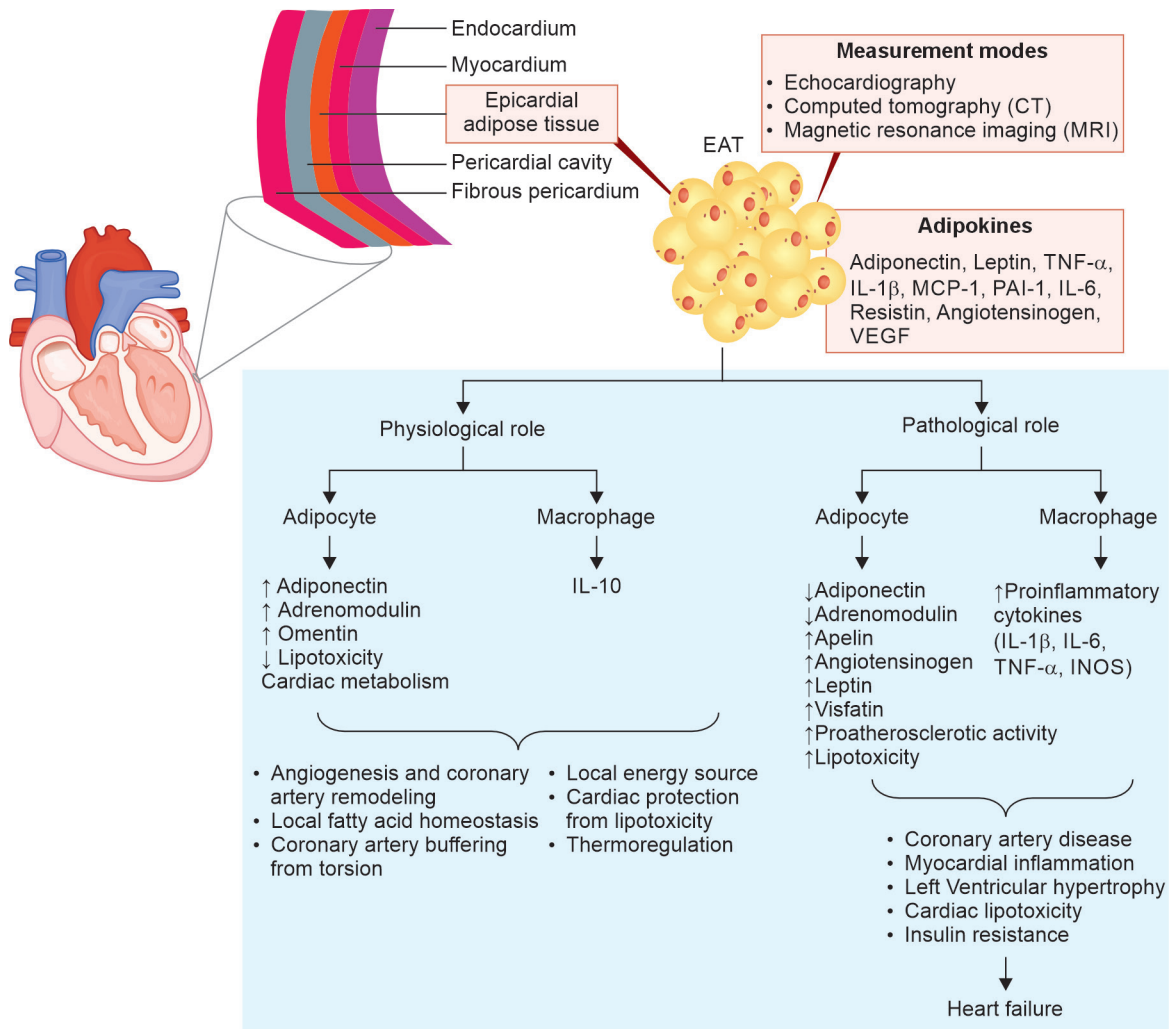 Endocardium
Myocardium
Epicardial
adipose tissue
Pericardial cavity
Fibrous pericardium
EAT
Measurement modes
• Echocardiography
• Computed tomography (CT)
• Magnetic resonance imaging (MRI)
Adipokines
Adiponectin, Leptin, TNF-α,
IL-1β, MCP-1, PAI-1, IL-6,
Resistin, Angiotensinogen,
VEGF
Physiological role
Adipocyte
↑ Adiponectin
↑ Adrenomodulin
↑ Omentin
↓ Lipotoxicity
Cardiac metabolism
Macrophage
IL-10
• Angiogenesis and coronary
artery remodeling
• Local fatty acid homeostasis
• Coronary artery buffering
from torsion
• Local energy source
• Cardiac protection
from lipotoxicity
• Thermoregulation
Pathological role
Adipocyte
↓Adiponectin
↓Adrenomodulin
↑Apelin
↑Angiotensinogen
↑Leptin
↑Visfatin
↑Proatherosclerotic activity
↑Lipotoxicity
Macrophage
↑Proinflammatory
cytokines
(IL-1β, IL-6,
TNF-α, INOS)
• Coronary artery disease
• Myocardial inflammation
• Left Ventricular hypertrophy
• Cardiac lipotoxicity
• Insulin resistance
Heart failure